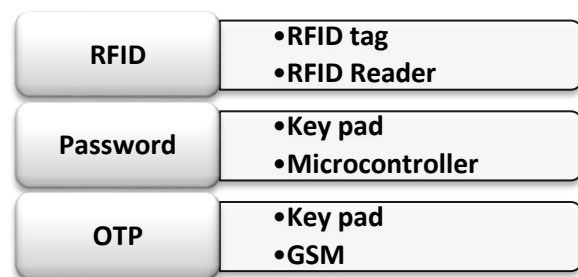 RFID
•RFID tag
•RFID Reader
Password
•Key pad
•Microcontroller
OTP
•Key pad
•GSM